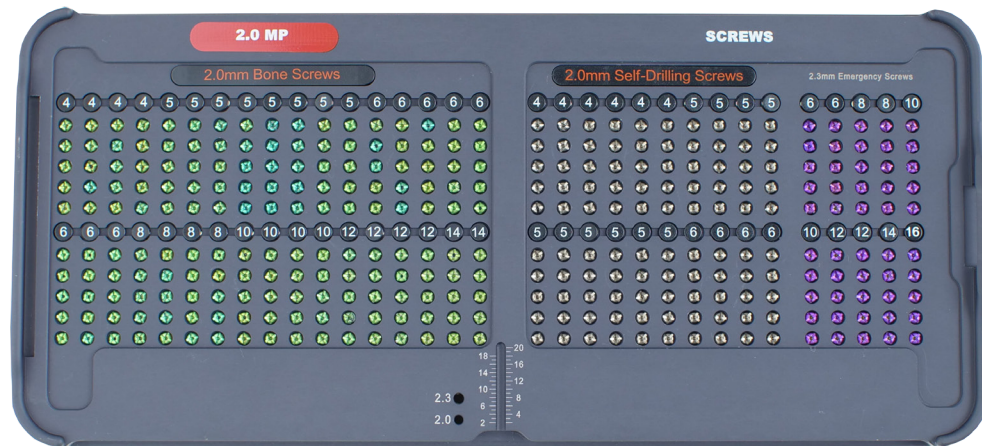 2.0 MP
SCREWS
2.0mm Bone Screws
2.0mm Self-Drilling Screws
2.3mm Emergency Screws
4 4 4 4 5 5 5 5 5 5 5 5 6 6 6 6 6
4 4 4 4 4 4 5 5 5 5
6 6 8 8 10
6 6 6 8 8 8 8 10 10 10 10 12 12 12 12 14 14
5 5 5 5 5 5 6 6 6 6
10 12 12 14 16
20
18
16
14
12
10
8
6
4
2
2.3
2.0